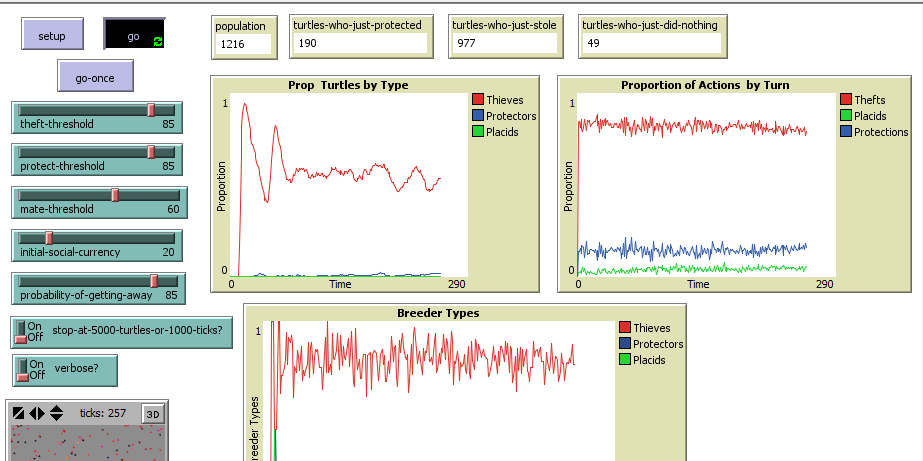 setup
go
go-once
theft-threshold 85
protect-threshold 85
mate-threshold 60
initial-social-currency 20
probability-of-getting-away 85
On
Off
stop-at-5000-turtles-or-1000-ticks?
On
Off
verbose?
ticks: 257
3D
population
1216
turtles-who-just-protected
190
turtles-who-just-stole
977
turtles-who-just-did-nothing
49
Prop Turtles by Type
1
Proportion
0
0
Time
290
Thieves
Protectors
Placids
Proportion of Actions by Turn
1
Proportion
0
0
Time
290
Thefts
Placids
Protections
Breeder Types
1
reeder Types
Thieves
Protectors
Placids